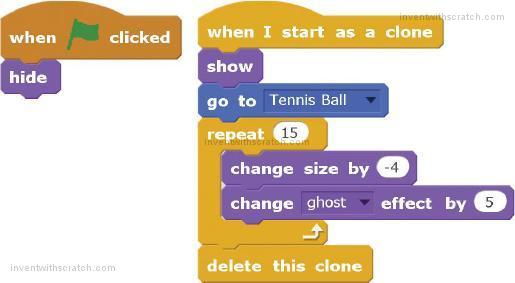 inventwithscratch.com
when clicked
hide
when I start as a clone
show
go to Tennis Ball
repeat 15
inventwithscratch.com
change size by -4
change ghost effect by 5
delete this clone
inventwithscratch.com